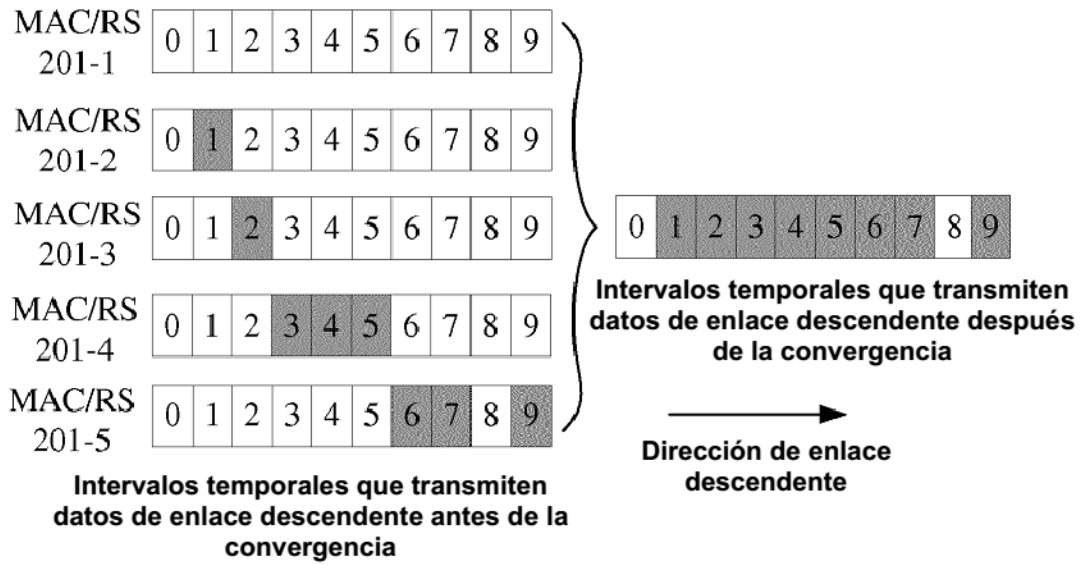 MAC/RS
201-1
0 1 2 3 4 5 6 7 8 9
MAC/RS
201-2
0 1 2 3 4 5 6 7 8 9
MAC/RS
201-3
0 1 2 3 4 5 6 7 8 9
MAC/RS
201-4
0 1 2 3 4 5 6 7 8 9
MAC/RS
201-5
0 1 2 3 4 5 6 7 8 9
Intervalos temporales que transmiten
datos de enlace descendente antes de la
convergencia
0 1 2 3 4 5 6 7 8 9
Intervalos temporales que transmiten
datos de enlace descendente después
de la convergencia
Dirección de enlace
descendente